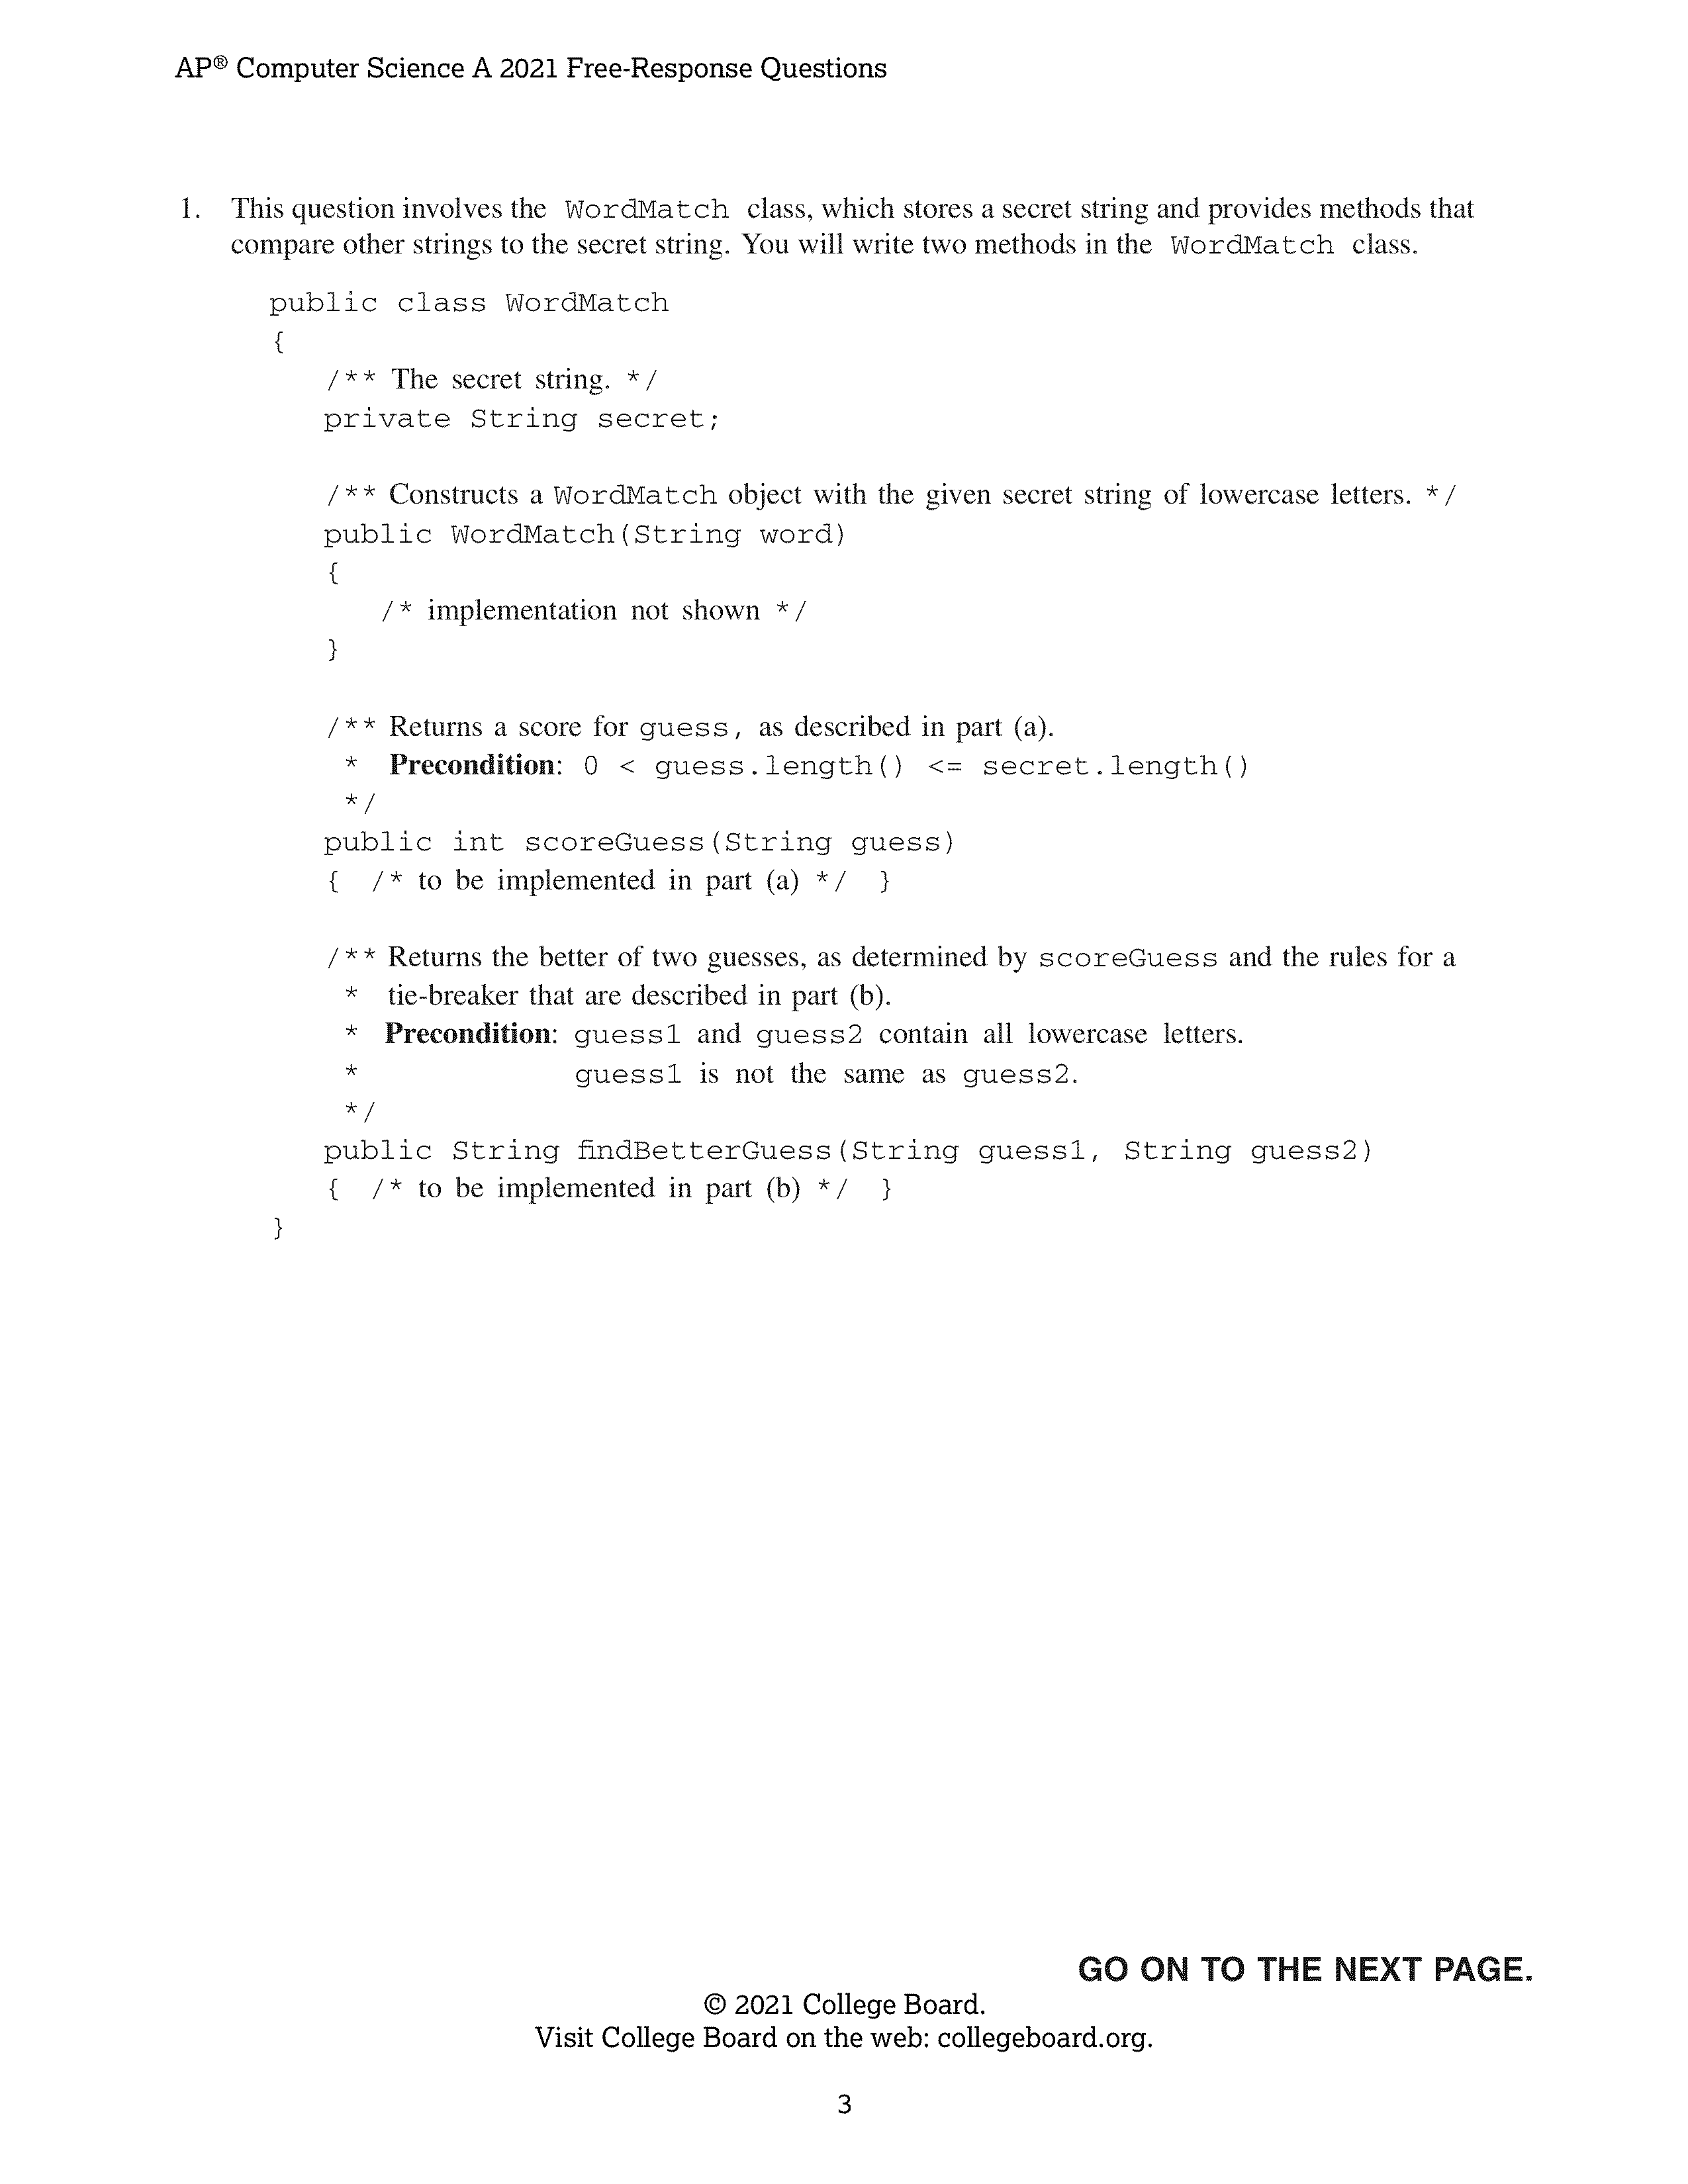 AP® Computer Science A 2021 Free-Response Questions
1. This question involves the WordMatch class, which stores a secret string and provides methods that
compare other strings to the secret string. You will write two methods in the WordMatch class.
public class WordMatch
{
/** The secret string. */
private String secret;
/** Constructs a WordMatch object with the given secret string of lowercase letters. */
public WordMatch(String word)
{
/* implementation not shown */
}
/** Returns a score for guess, as described in part (a).
* Precondition: 0 < guess.length() <= secret.length()
*/
public int scoreGuess(String guess)
{ /* to be implemented in part (a) */ }
/** Returns the better of two guesses, as determined by scoreGuess and the rules for a
* tie-breaker that are described in part (b).
* Precondition: guess1 and guess2 contain all lowercase letters.
* guess1 is not the same as guess2.
*/
public String findBetterGuess(String guess1, String guess2)
{ /* to be implemented in part (b) */ }
}
GO ON TO THE NEXT PAGE.
© 2021 College Board.
Visit College Board on the web: collegeboard.org.
3